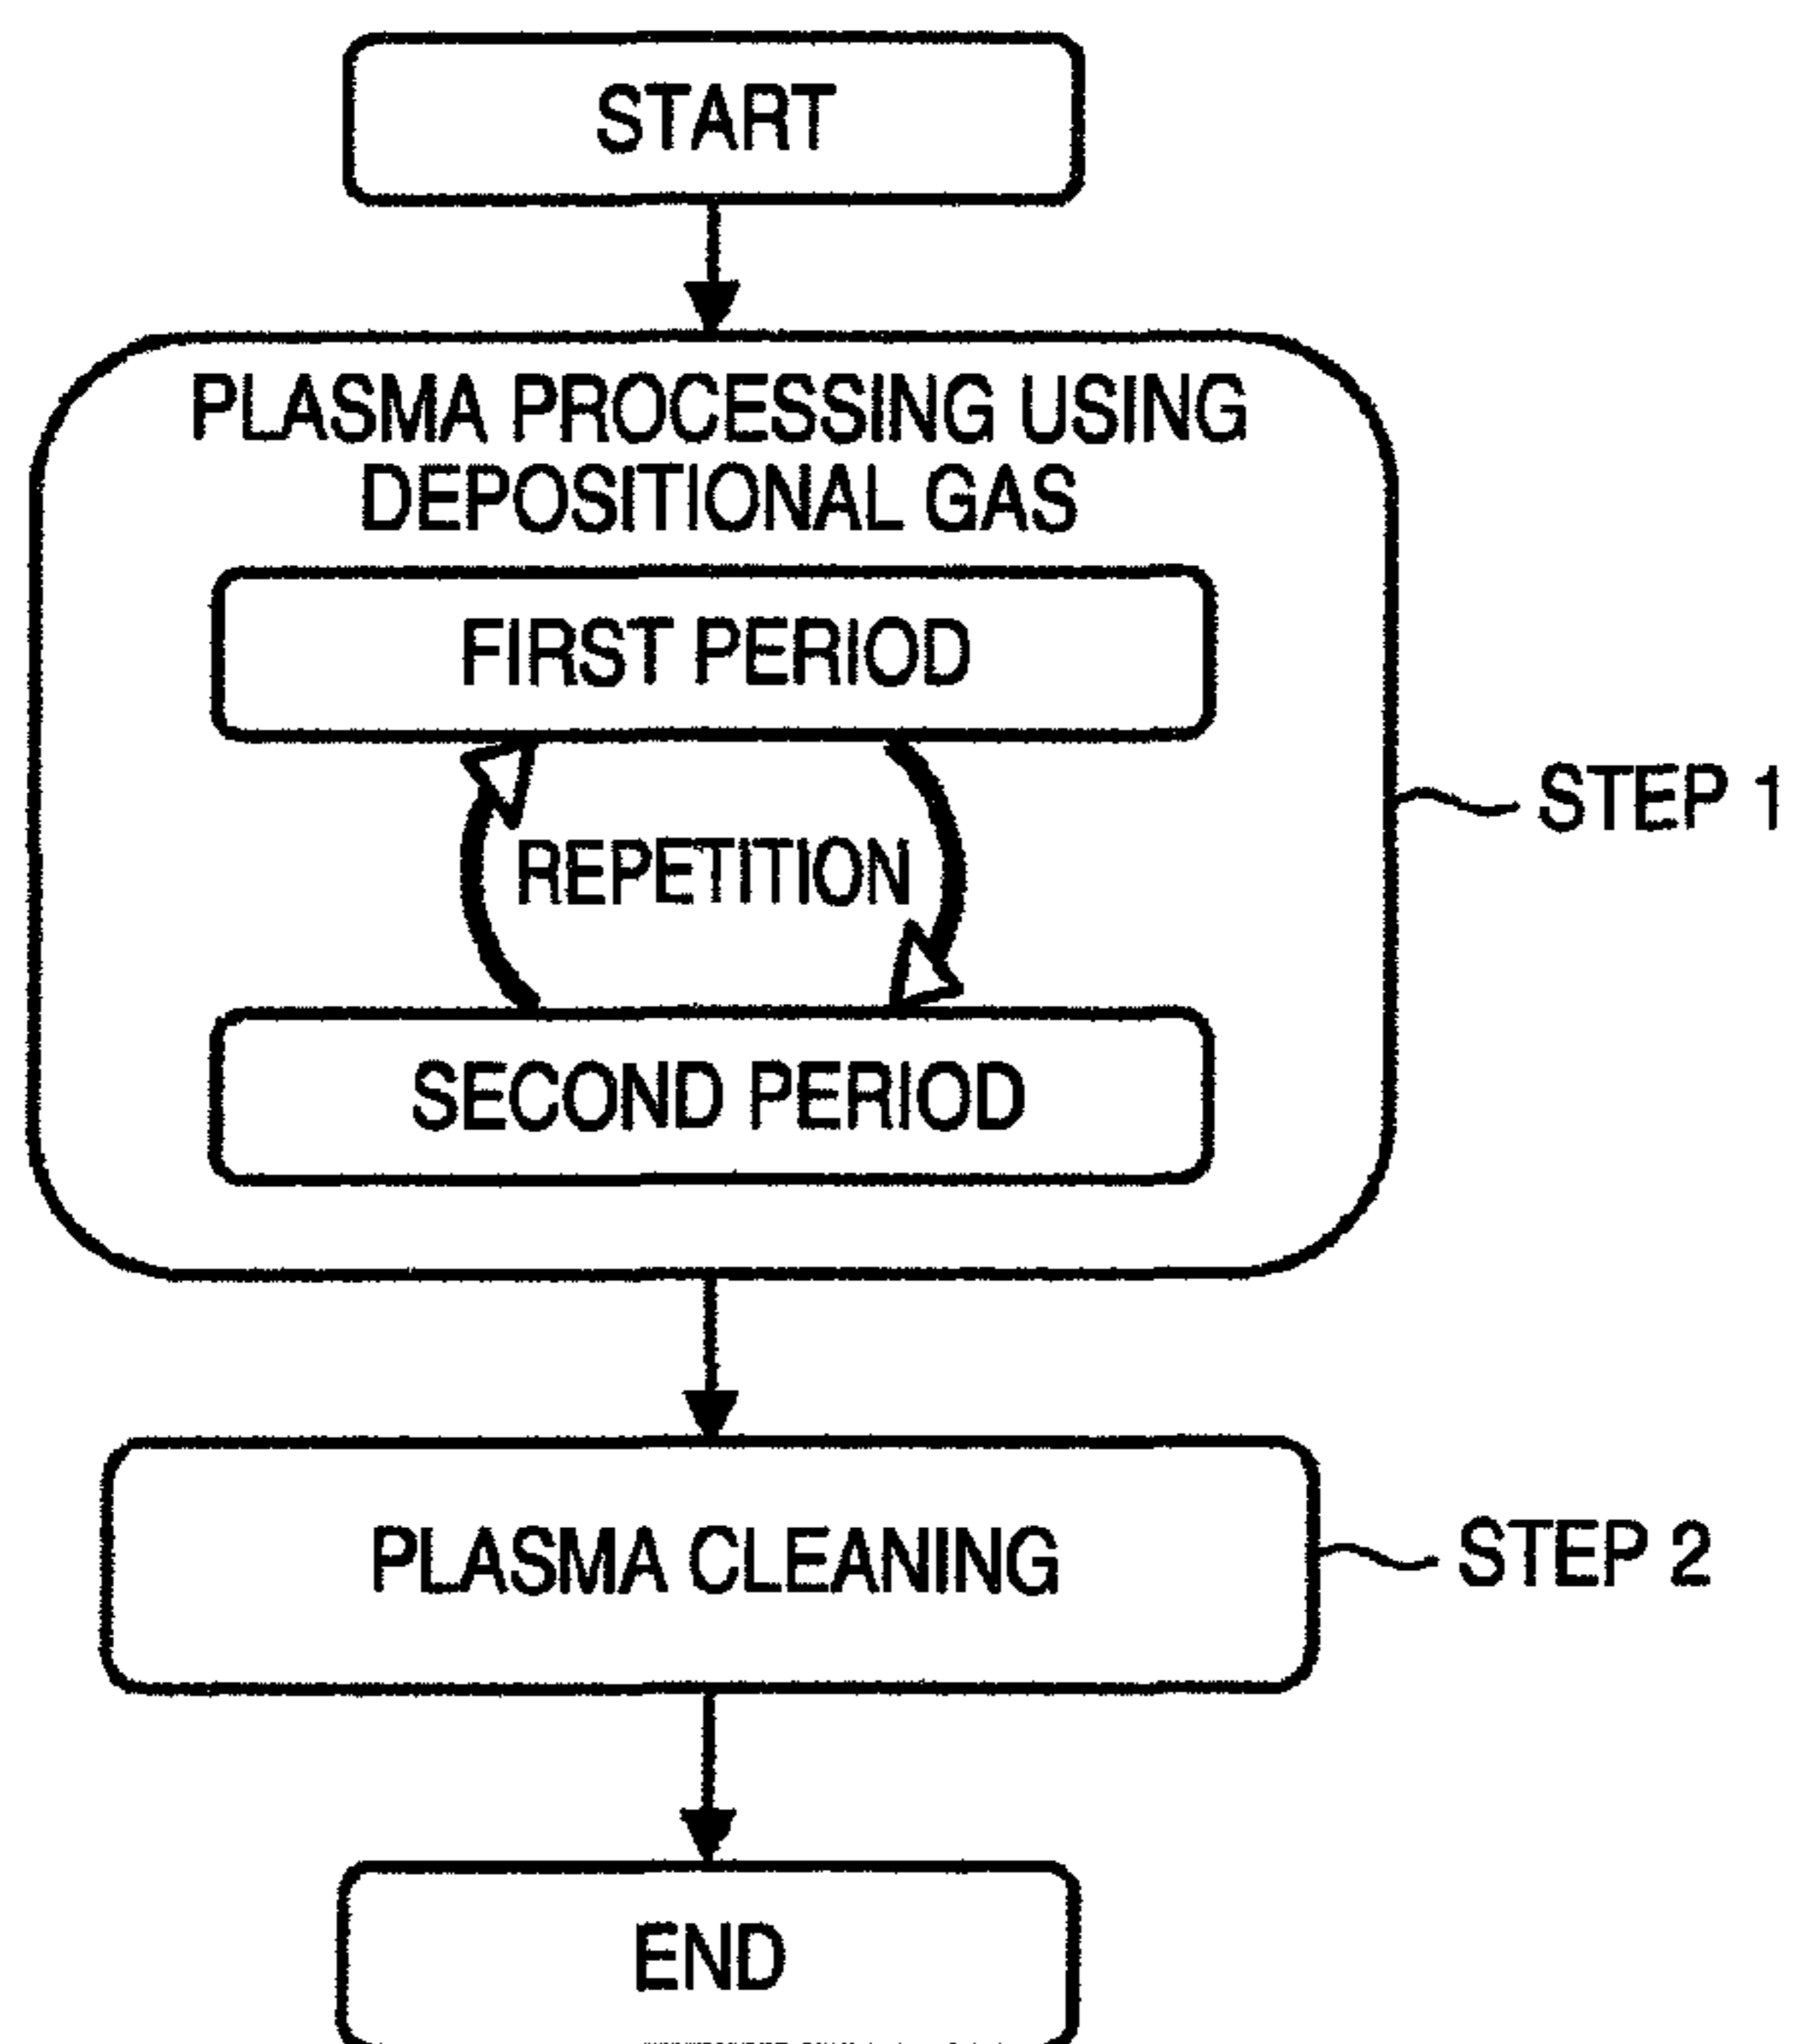 START
PLASMA PROCESSING USING
DEPOSITIONAL GAS
FIRST PERIOD
REPETITION
STEP 1
SECOND PERIOD
PLASMA CLEANING
STEP 2
END